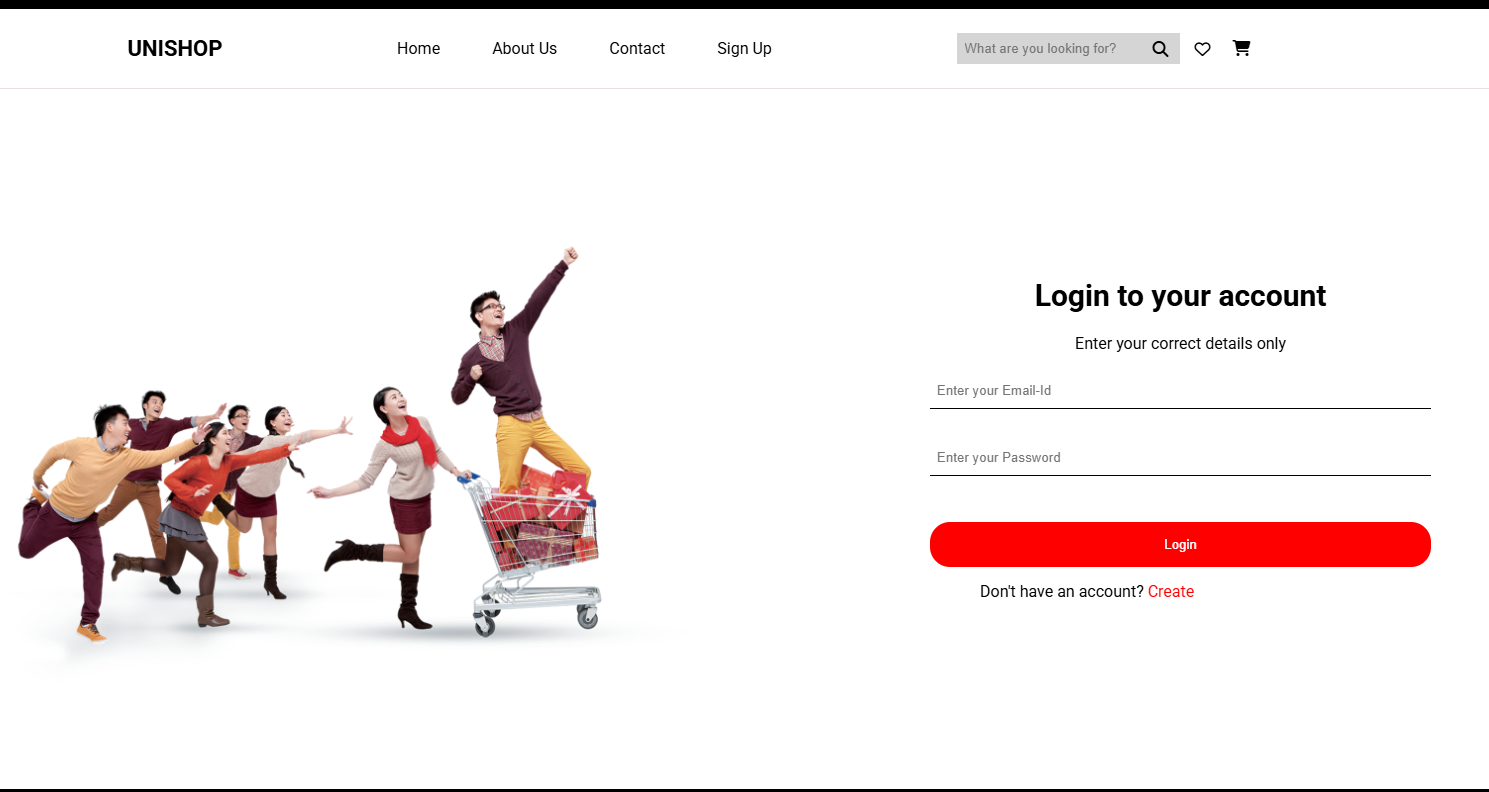 UNISHOP
Home
About Us
Contact
Sign Up
What are you looking for?
Login to your account
Enter your correct details only
Enter your Email-Id
Enter your Password
Login
Don't have an account? Create